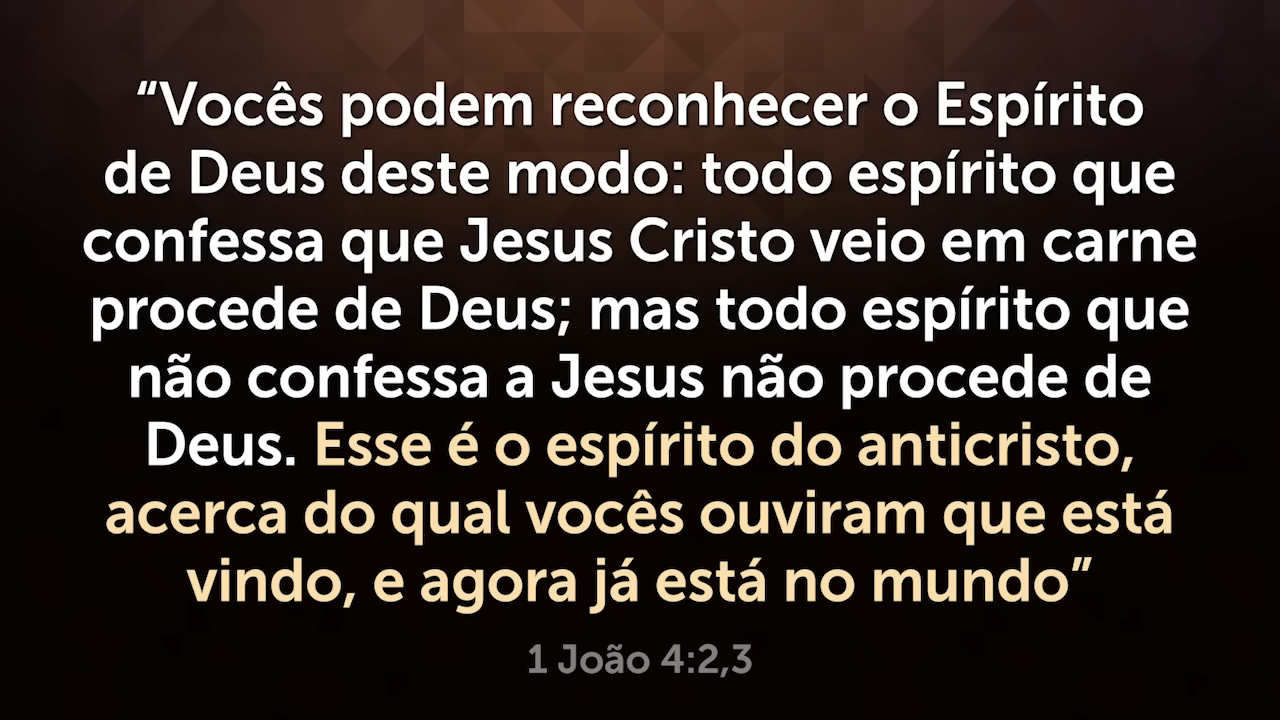 “Vocês podem reconhecer o Espírito
de Deus deste modo: todo espírito que
confessa que Jesus Cristo veio em carne
procede de Deus; mas todo espírito que
não confessa a Jesus não procede de
Deus. Esse é o espírito do anticristo,
acerca do qual vocês ouviram que está
vindo, e agora já está no mundo”
1 João 4:2,3